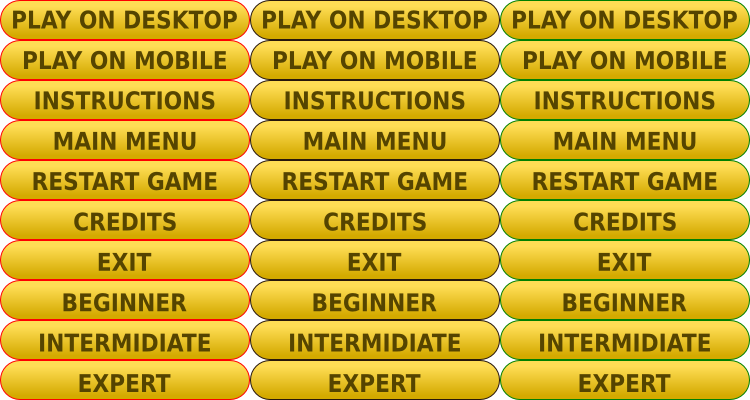 PLAY ON DESKTOP PLAY ON DESKTOP PLAY ON DESKTOP
PLAY ON MOBILE PLAY ON MOBILE PLAY ON MOBILE
INSTRUCTIONS INSTRUCTIONS INSTRUCTIONS
MAIN MENU MAIN MENU MAIN MENU
RESTART GAME RESTART GAME RESTART GAME
CREDITS CREDITS CREDITS
EXIT EXIT EXIT
BEGINNER BEGINNER BEGINNER
INTERMIDIATE INTERMIDIATE INTERMIDIATE
EXPERT EXPERT EXPERT